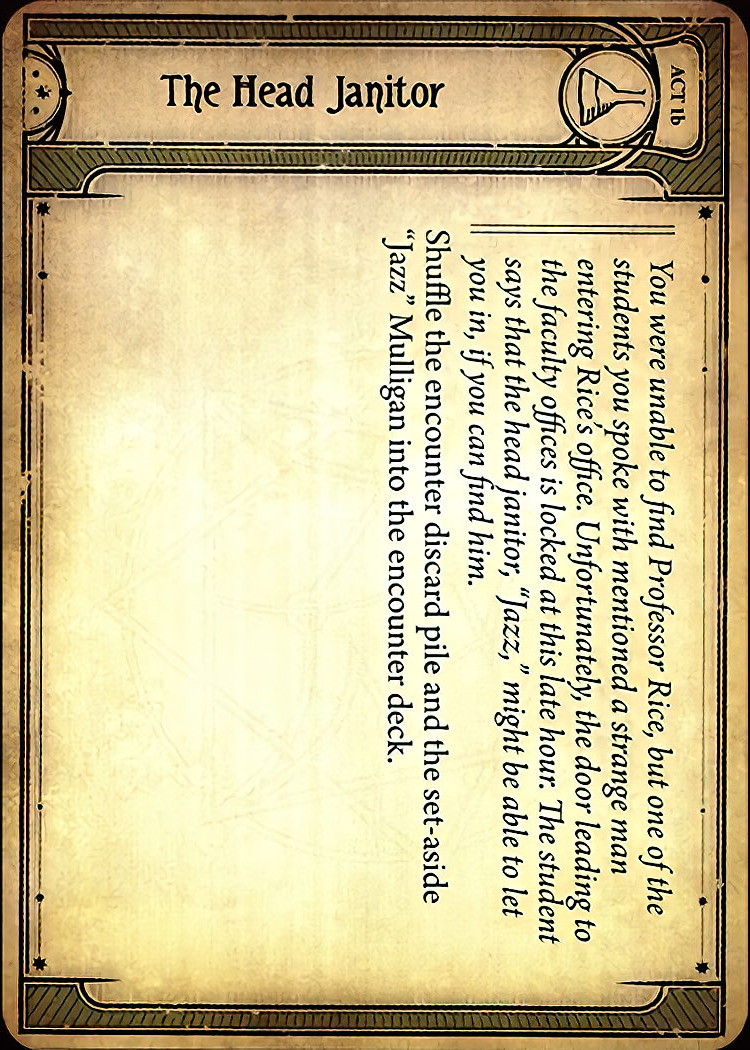 ACT 1b
The Head Janitor
You were unable to find Professor Rice, but one of the
students you spoke with mentioned a strange man
entering Rice's office. Unfortunately, the door leading to
the faculty offices is locked at this late hour. The student
says that the head janitor, “Jazz,” might be able to let
you in, if you can find him.
Shuffle the encounter discard pile and the set-aside
“Jazz” Mulligan into the encounter deck.